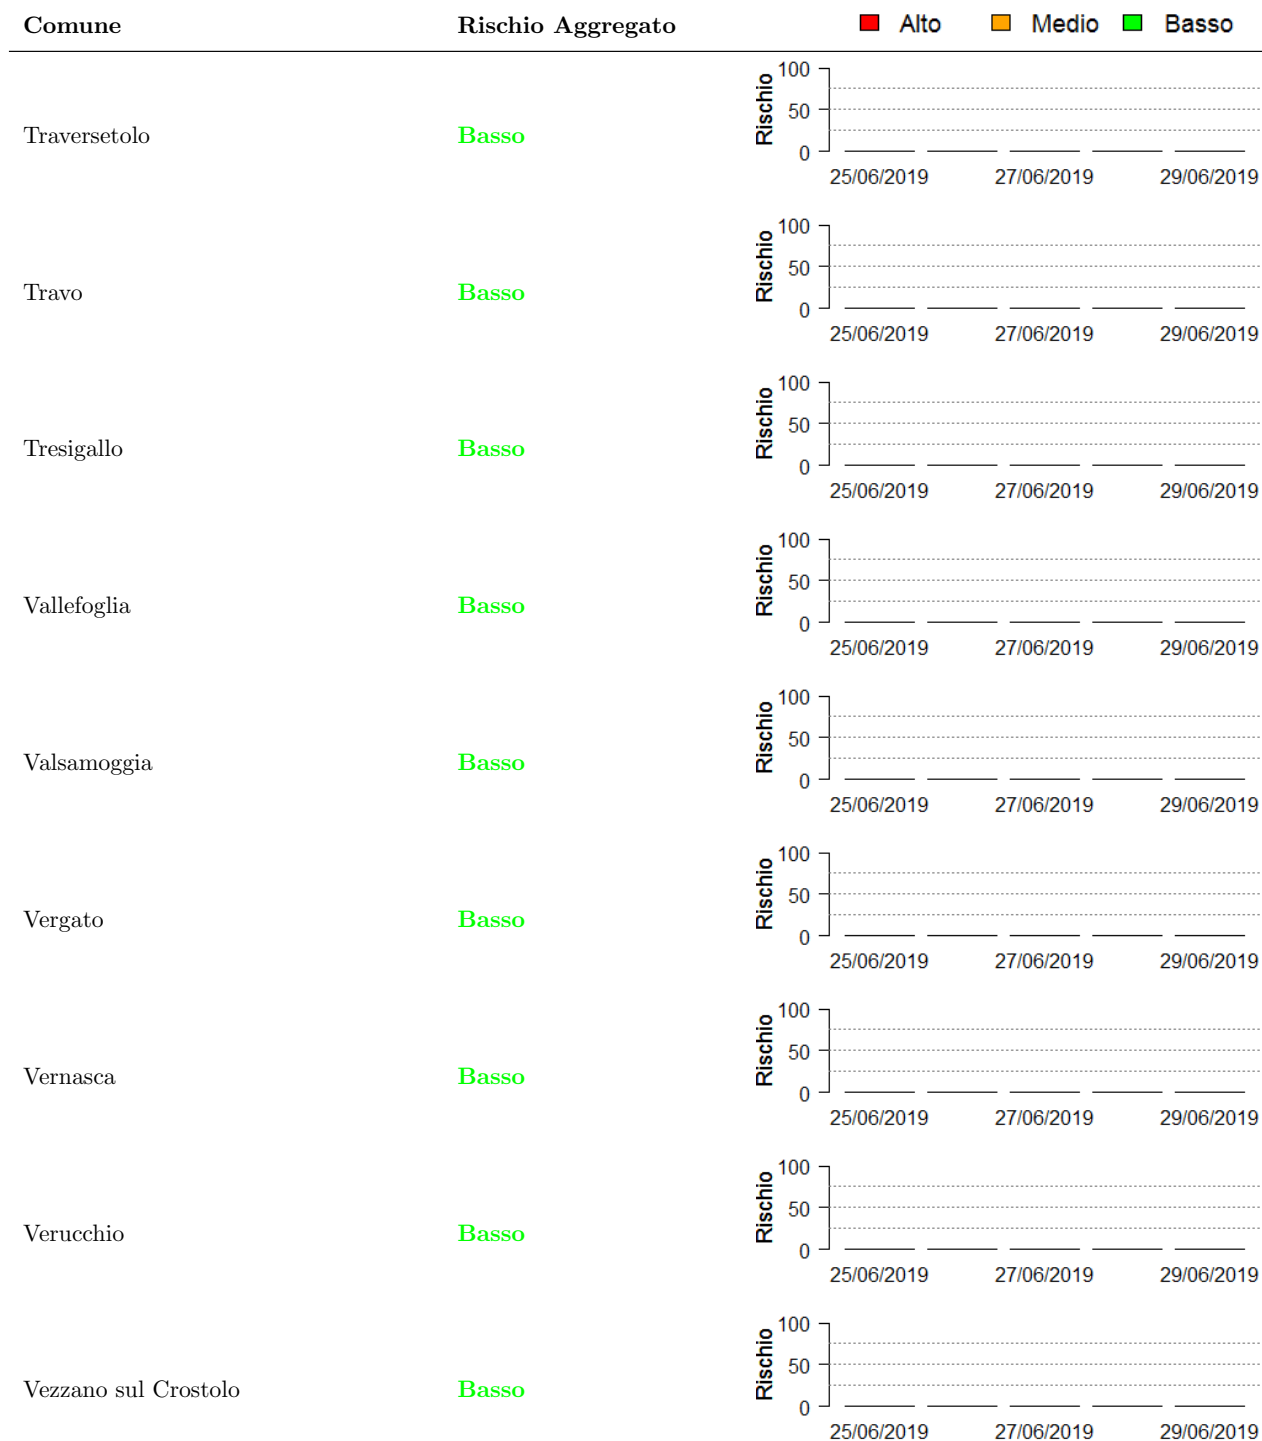 Comune Rischio Aggregato Alto Medio Basso
Traversetolo Basso
Rischio
100
50
0
25/06/2019 27/06/2019 29/06/2019
Travo Basso
Rischio
100
50
0
25/06/2019 27/06/2019 29/06/2019
Tresigallo Basso
Rischio
100
50
0
25/06/2019 27/06/2019 29/06/2019
Vallefoglia Basso
Rischio
100
50
0
25/06/2019 27/06/2019 29/06/2019
Valsamoggia Basso
Rischio
100
50
0
25/06/2019 27/06/2019 29/06/2019
Vergato Basso
Rischio
100
50
0
25/06/2019 27/06/2019 29/06/2019
Vernasca Basso
Rischio
100
50
0
25/06/2019 27/06/2019 29/06/2019
Verucchio Basso
Rischio
100
50
0
25/06/2019 27/06/2019 29/06/2019
Vezzano sul Crostolo Basso
Rischio
100
50
0
25/06/2019 27/06/2019 29/06/2019